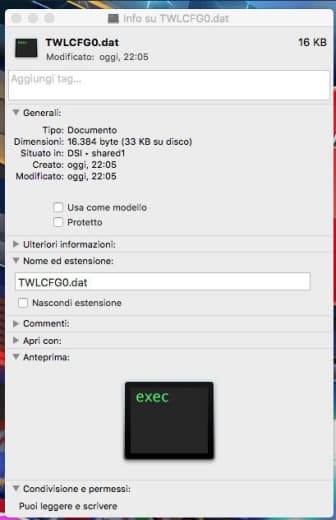 info su TWLCFG0.dat
TWLCFG0.dat 16 KB
Modificato: oggi, 22:05
Aggiungi tag...
Generali:
Tipo: Documento
Dimensioni: 16.384 byte (33 KB su disco)
Situato in: DSI • shared1
Creato: oggi, 22:05
Modificato: oggi, 22:05
Usa come modello
Protetto
Ulteriori informazioni:
Nome ed estensione:
TWLCFG0.dat
Nascondi estensione
Commenti:
Apri con:
Anteprima:
exec
Condivisione e permessi:
Puoi leggere e scrivere